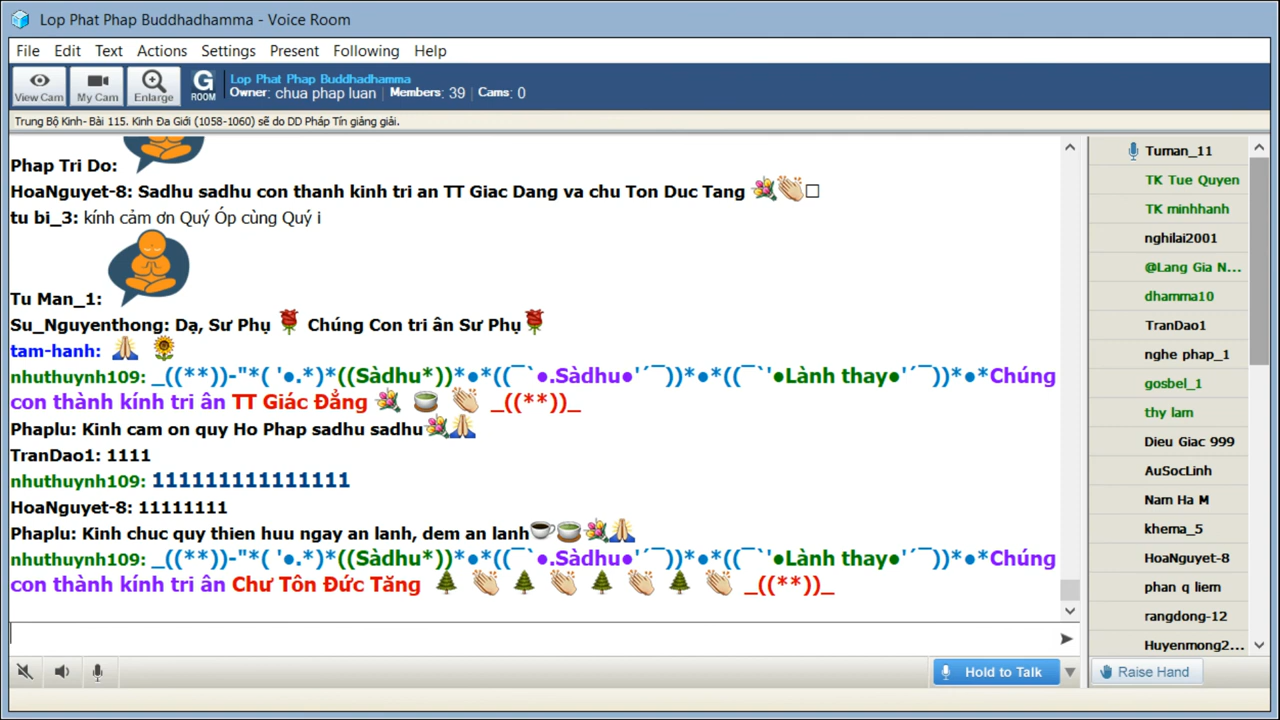 Lop Phat Phap Buddhadhamma - Voice Room
File Edit Text Actions Settings Present Following Help
View Cam My Cam Enlarge G ROOM Lop Phat Phap Buddhadhamma
Owner: chua phap luan | Members: 39 | Cams: 0
Trung Bộ Kinh- Bài 115. Kinh Đa Giới (1058-1060) sẽ do DD Pháp Tín giảng giải.
Phap Tri Do:
HoaNguyet-8: Sadhu sadhu con thanh kinh tri an TT Giac Dang va chu Ton Duc Tang 💐👏□
tu bi_3: kính cảm ơn Quý Óp cùng Quý i
Tu Man_1:
Su_Nguyenthong: Dạ, Sư Phụ 🌹 Chúng Con tri ân Sư Phụ🌹
tam-hanh: 🙏 🌻
nhuthuynh109: _((**))-"*( '●.*)*((Sàdhu*))*●*((¯`●.Sàdhu●'´¯))*●*((¯`'●Lành thay●'´¯))*●*Chúng
con thành kính tri ân TT Giác Đẳng 💐 🍵 👏 _((**))_
Phaplu: Kinh cam on quy Ho Phap sadhu sadhu💐🙏
TranDao1: 1111
nhuthuynh109: 111111111111111
HoaNguyet-8: 11111111
Phaplu: Kinh chuc quy thien huu ngay an lanh, dem an lanh☕🍵💐🙏
nhuthuynh109: _((**))-"*( '●.*)*((Sàdhu*))*●*((¯`●.Sàdhu●'´¯))*●*((¯`'●Lành thay●'´¯))*●*Chúng
con thành kính tri ân Chư Tôn Đức Tăng 🌲 👏 🌲 👏 🌲 👏 🌲 👏 _((**))_
Hold to Talk
Tuman_11
TK Tue Quyen
TK minhhanh
nghilai2001
@Lang Gia N...
dhamma10
TranDao1
nghe phap_1
gosbel_1
thy lam
Dieu Giac 999
AuSocLinh
Nam Ha M
khema_5
HoaNguyet-8
phan q liem
rangdong-12
Huyenmong2...
Raise Hand